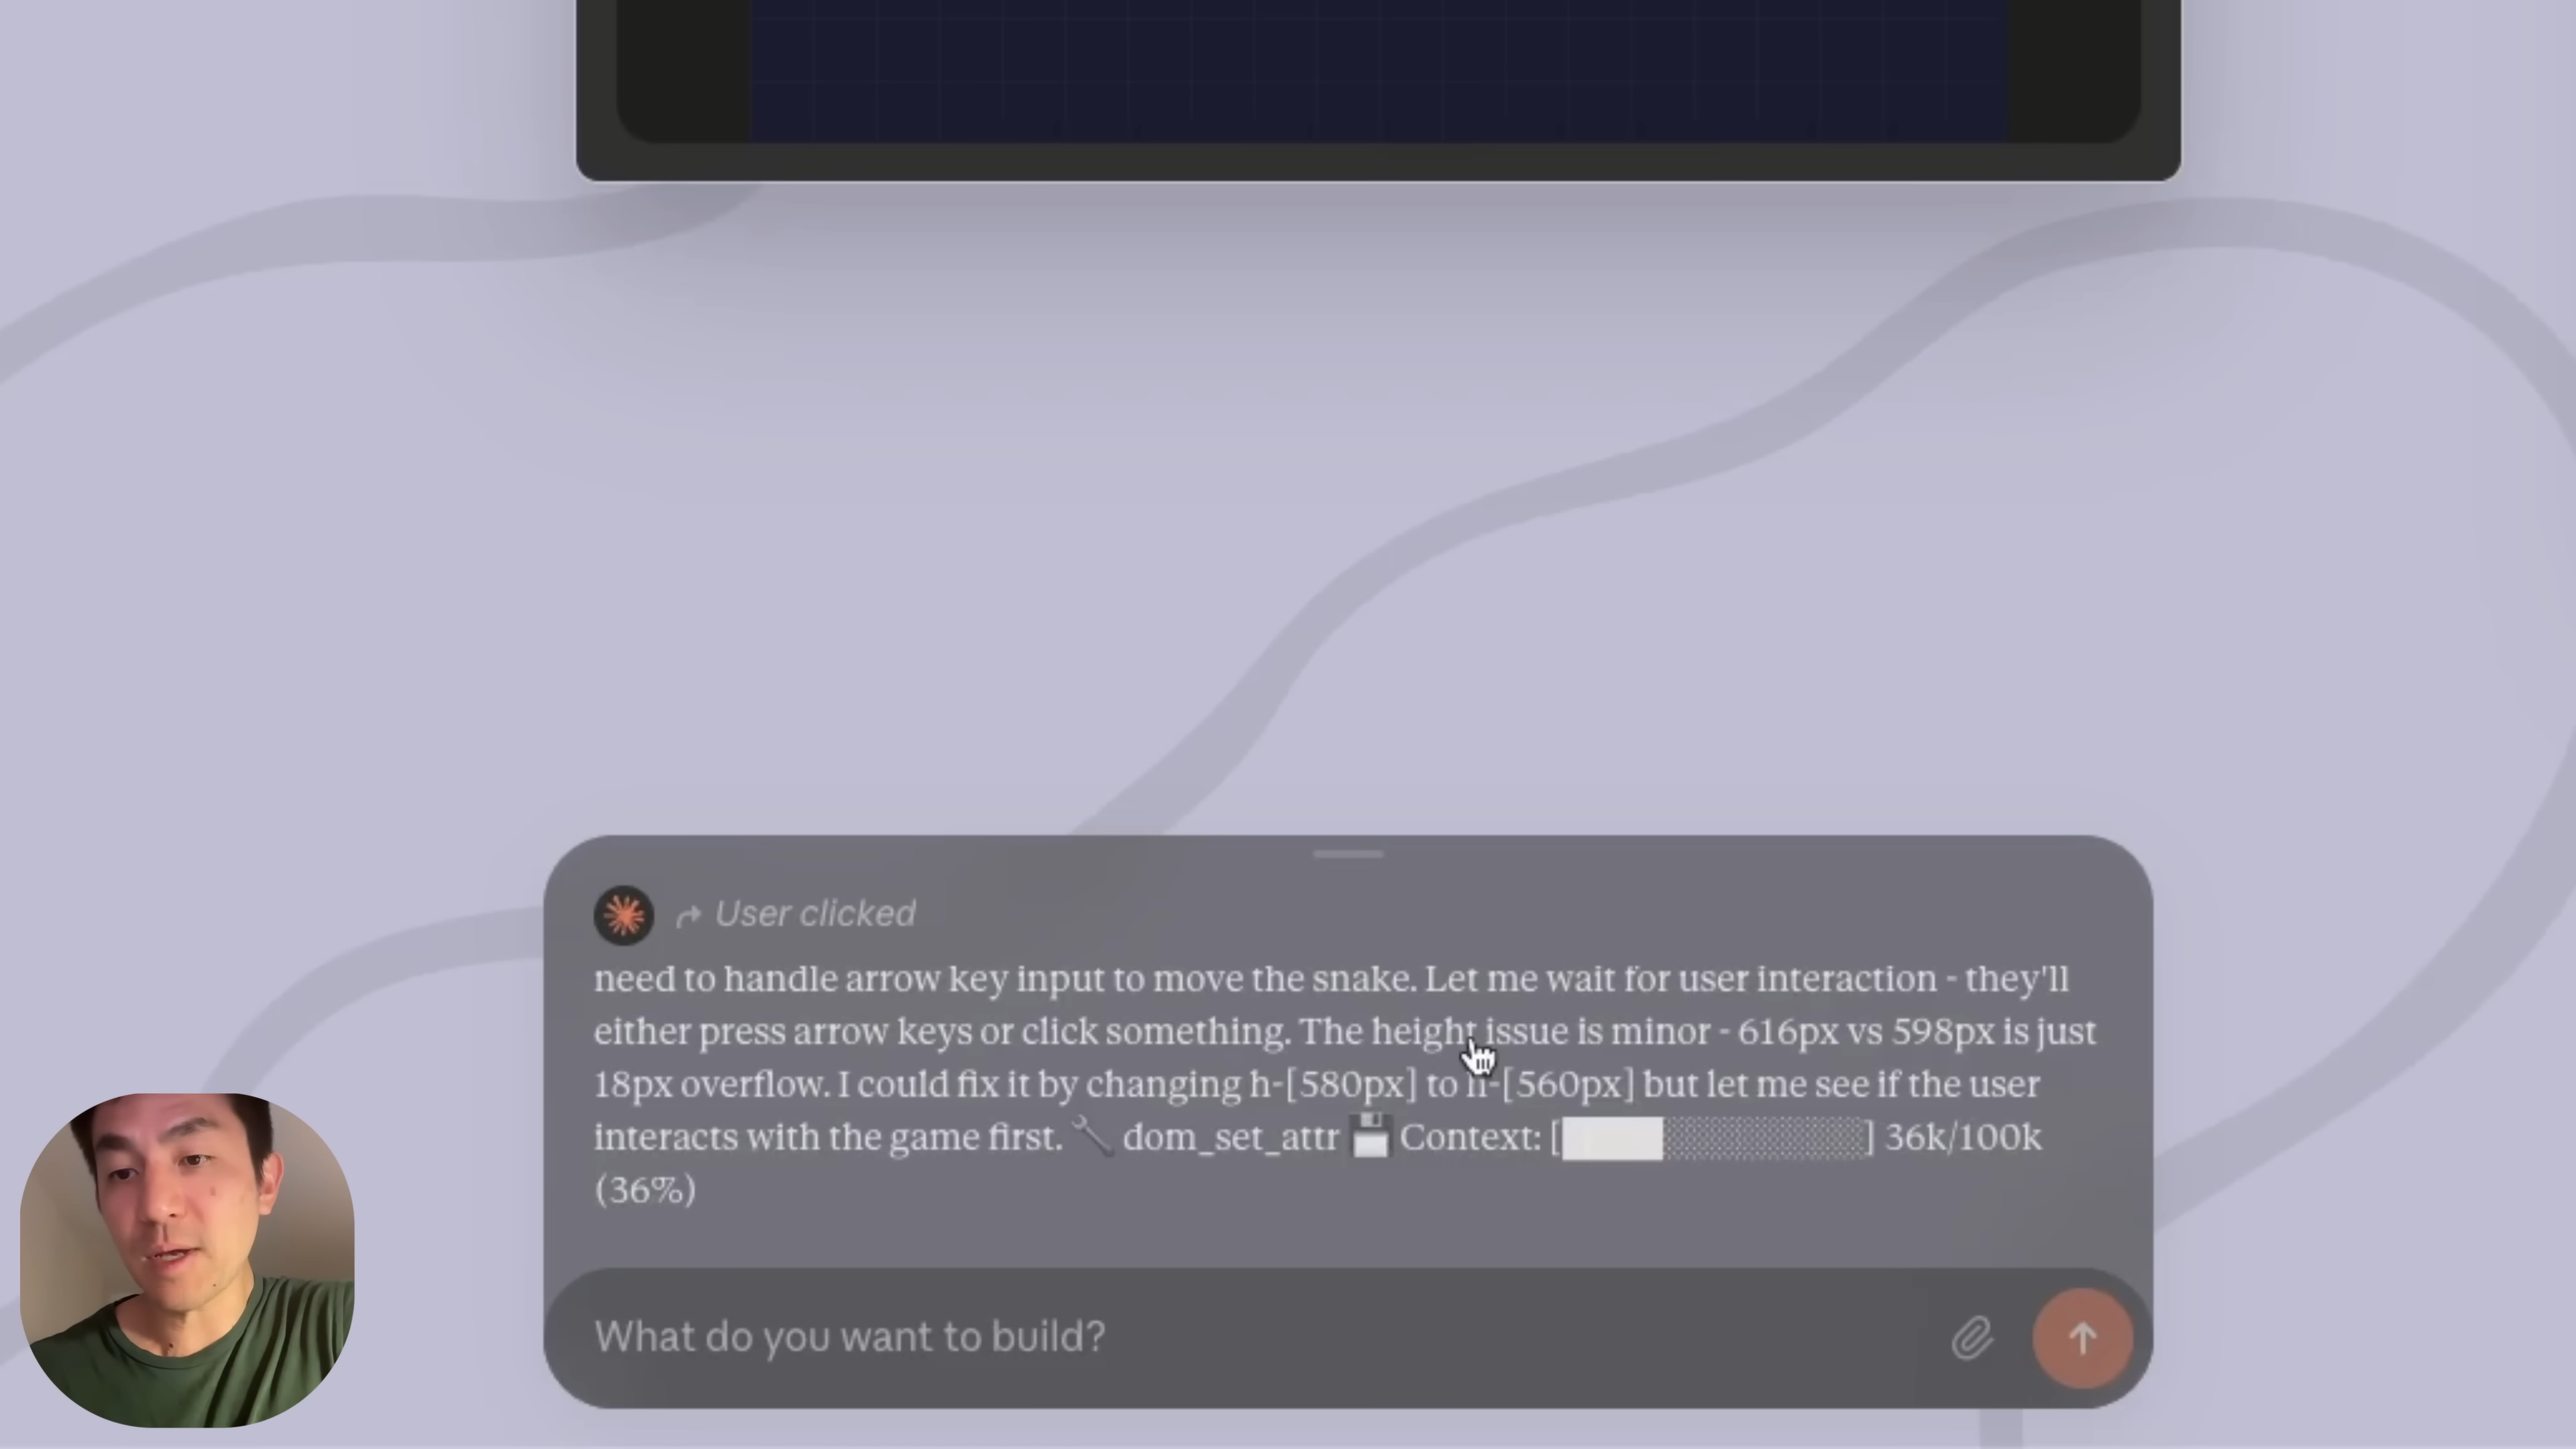 User clicked
need to handle arrow key input to move the snake. Let me wait for user interaction - they'll
either press arrow keys or click something. The height issue is minor - 616px vs 598px is just
18px overflow. I could fix it by changing h-[580px] to h-[560px] but let me see if the user
interacts with the game first. 🔧 dom_set_attr 💾 Context: [█████░░░░░░░░░░] 36k/100k
(36%)
What do you want to build?